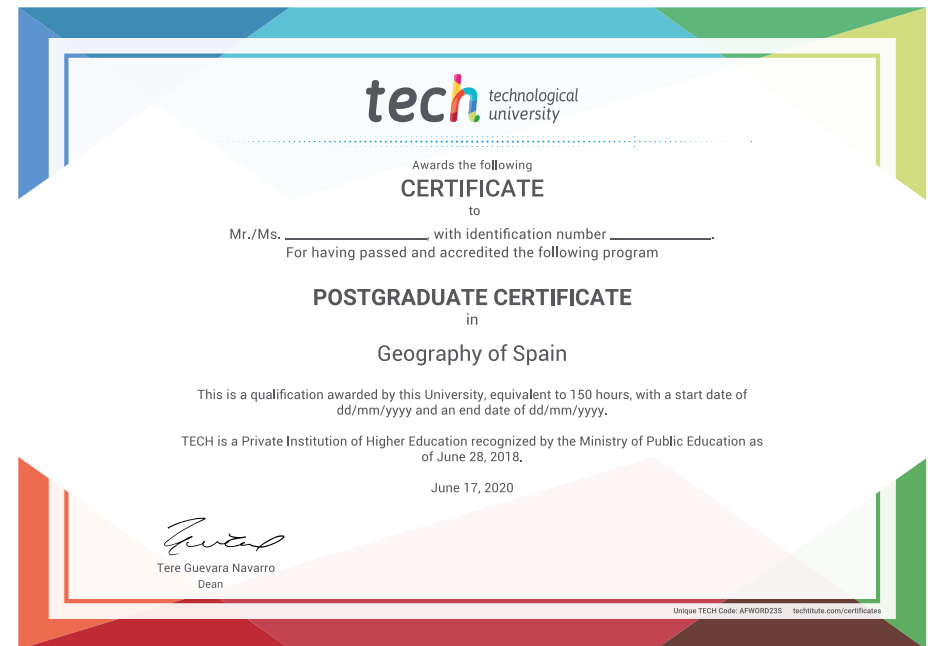 tech technological
university
Awards the following
CERTIFICATE
to
Mr./Ms. ____________________, with identification number ______________.
For having passed and accredited the following program
POSTGRADUATE CERTIFICATE
in
Geography of Spain
This is a qualification awarded by this University, equivalent to 150 hours, with a start date of
dd/mm/yyyy and an end date of dd/mm/yyyy.
TECH is a Private Institution of Higher Education recognized by the Ministry of Public Education as
of June 28, 2018.
June 17, 2020
Tere Guevara Navarro
Dean
Unique TECH Code: AFWORD23S techtitute.com/certificates